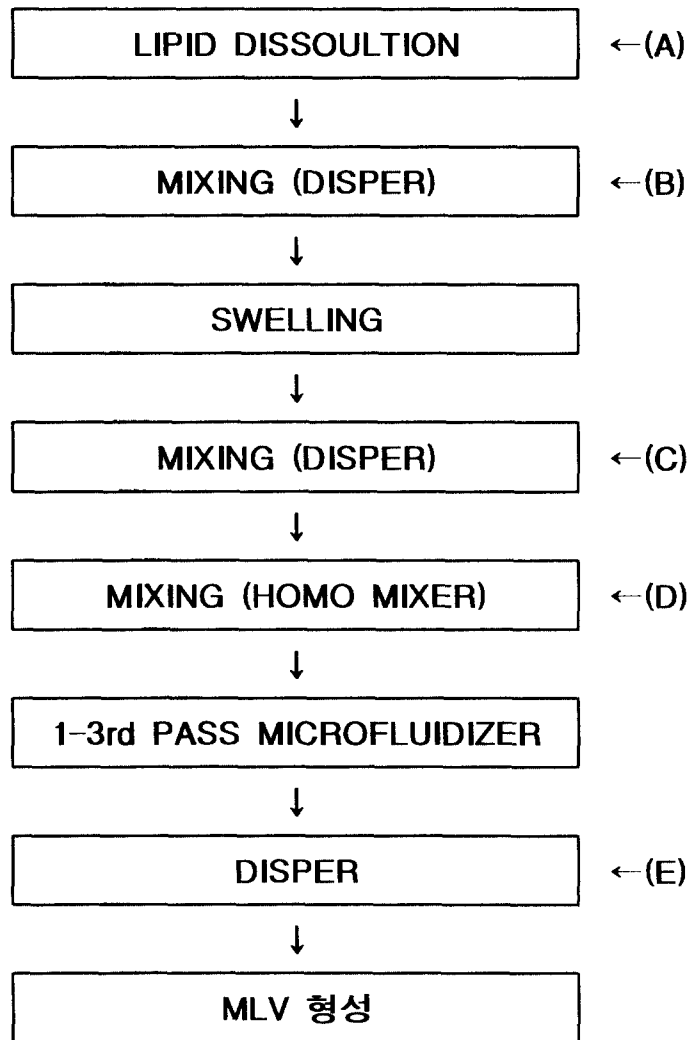 LIPID DISSOULTION ←(A)
↓
MIXING (DISPER) ←(B)
↓
SWELLING
↓
MIXING (DISPER) ←(C)
↓
MIXING (HOMO MIXER) ←(D)
↓
1-3rd PASS MICROFLUIDIZER
↓
DISPER ←(E)
↓
MLV 형성